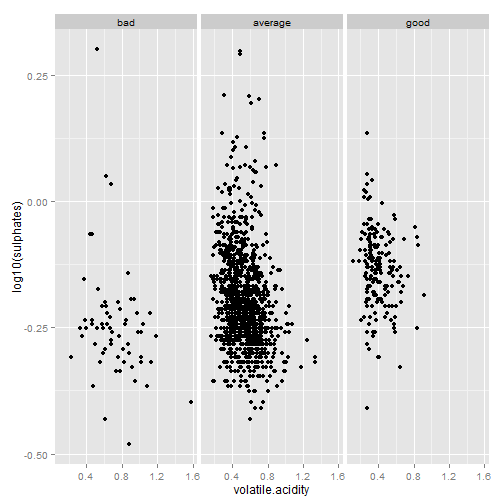 bad average good
0.25
0.00
-0.25
-0.50
log10(sulphates)
0.4 0.8 1.2 1.6 0.4 0.8 1.2 1.6 0.4 0.8 1.2 1.6
volatile.acidity